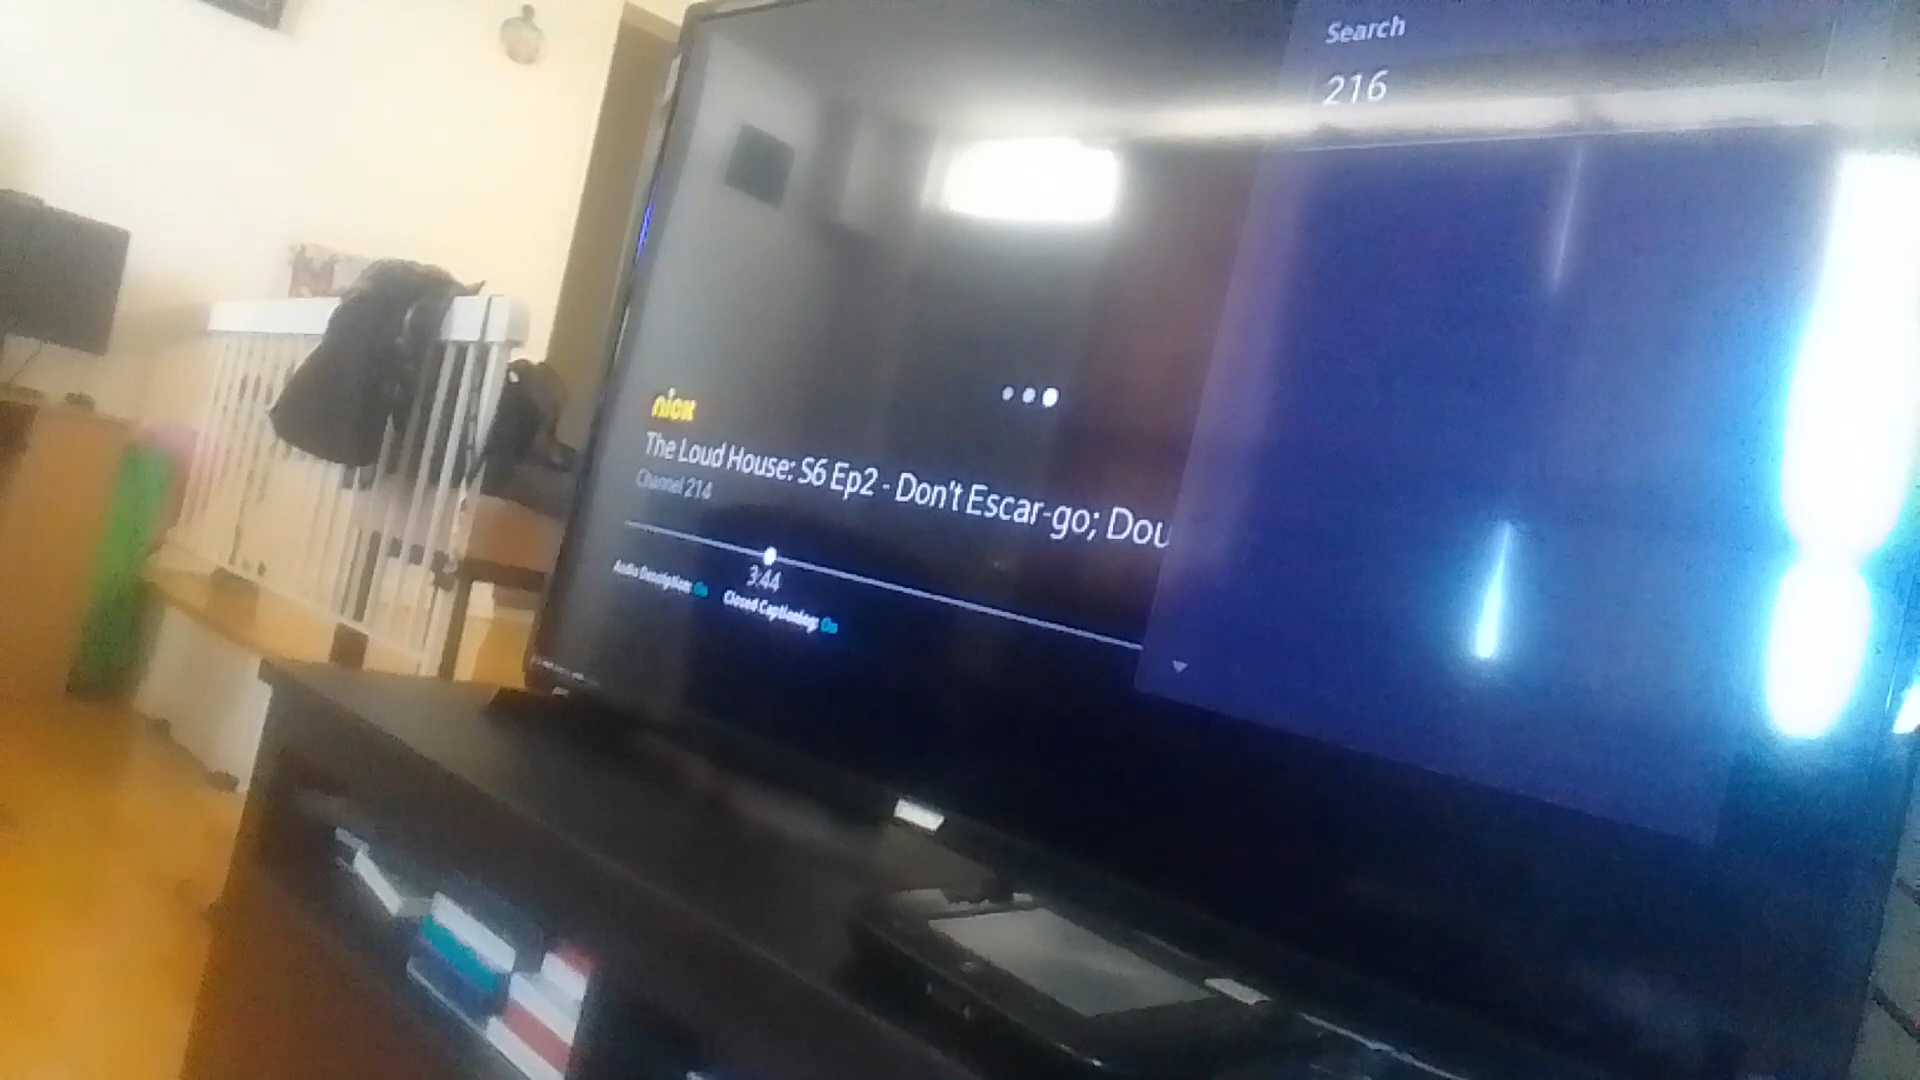 Search
216
nick
The Loud House: S6 Ep2 - Don't Escar-go; Dou
Channel 214
3:44
Audio Description: On
Closed Captioning: On